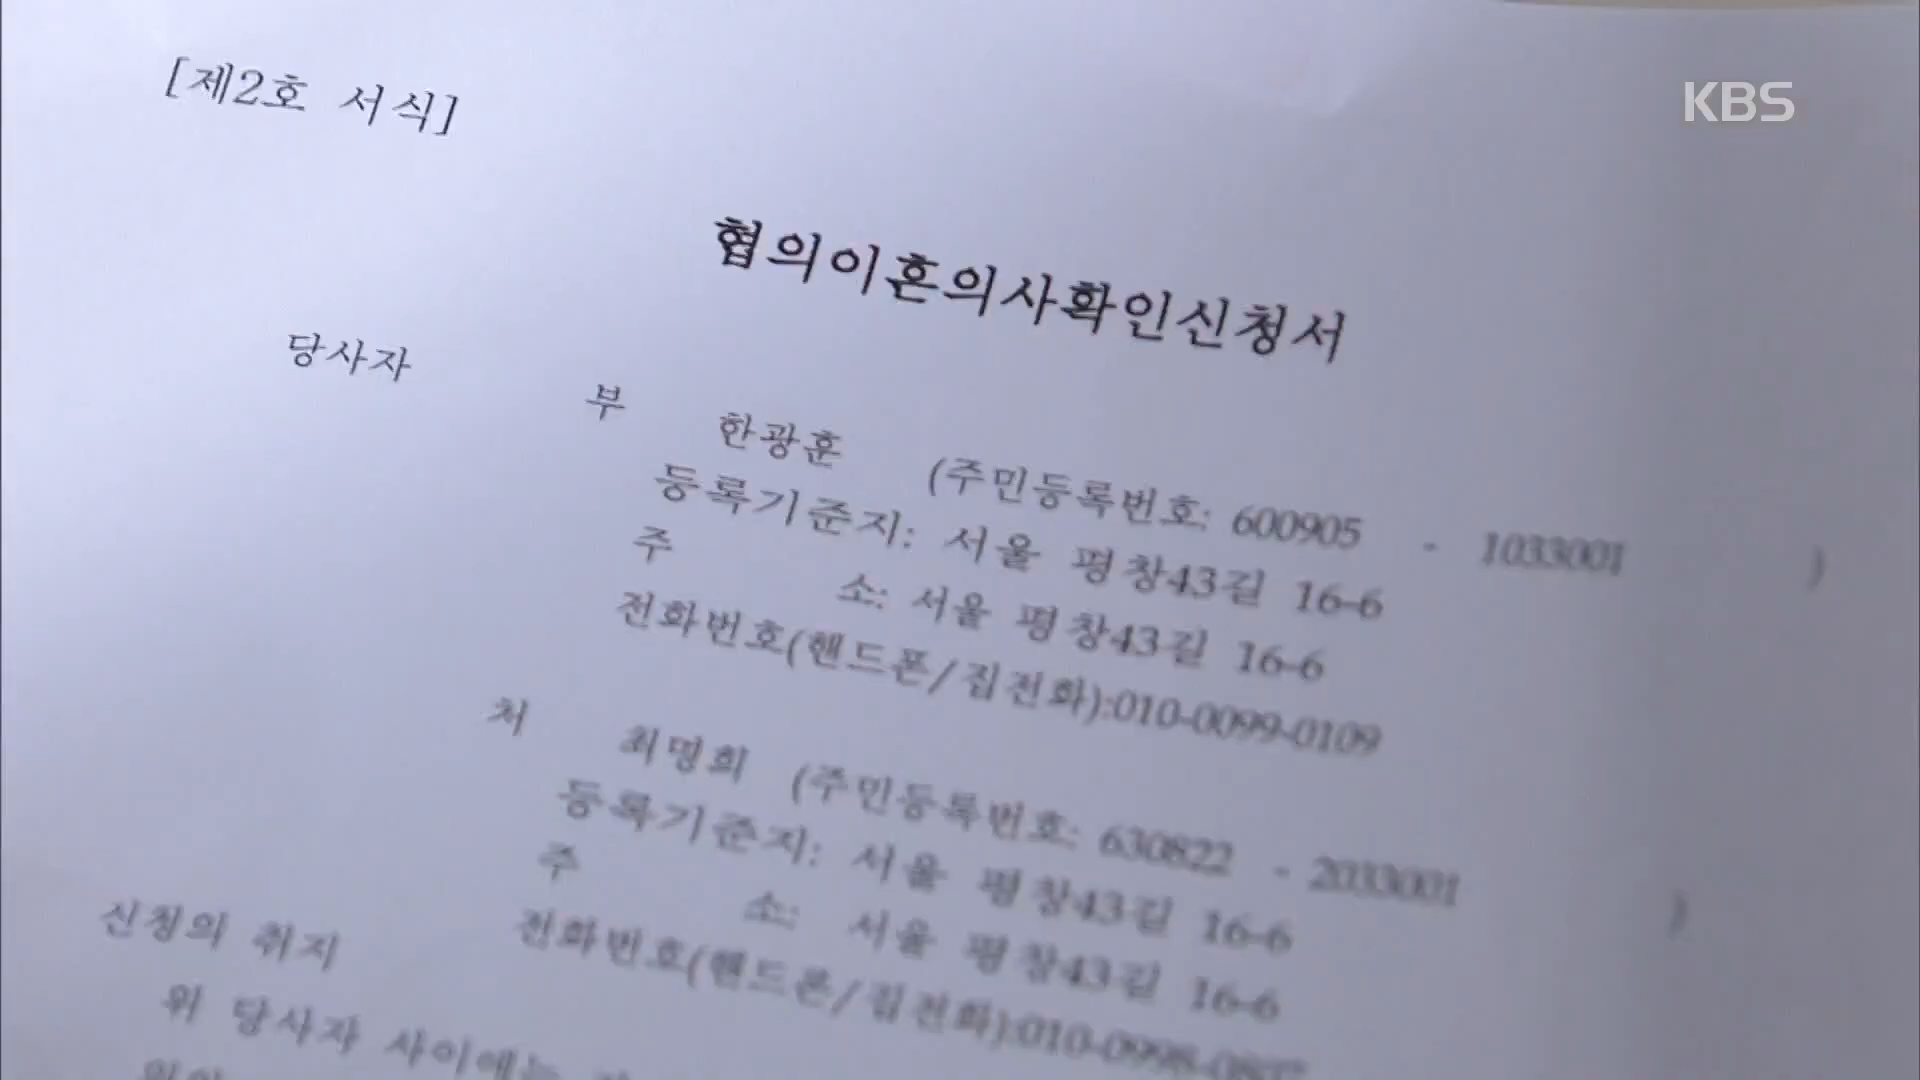 KBS
[제2호 서식]
협의이혼의사확인신청서
당사자 부 한광훈 (주민등록번호: 600905 - 1033001 )
등록기준지: 서울 평창43길 16-6
주 소: 서울 평창43길 16-6
전화번호(핸드폰/집전화):010-0099-0109
처 최명희 (주민등록번호: 630822 - 2033001 )
등록기준지: 서울 평창43길 16-6
주 소: 서울 평창43길 16-6
전화번호(핸드폰/집전화):010-0998-
신청의 취지
위 당사자 사이에는